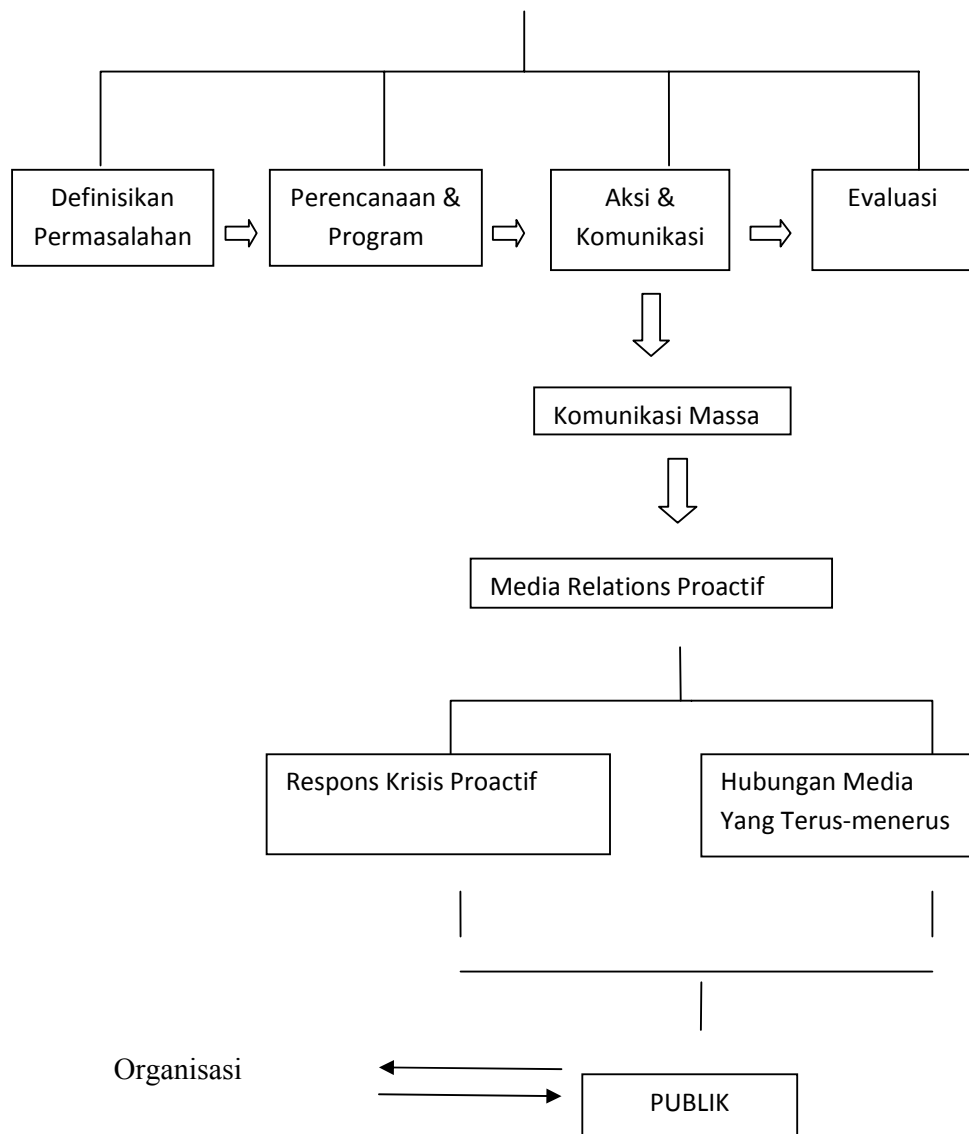 Definisikan
Permasalahan
Perencanaan &
Program
Aksi &
Komunikasi
Evaluasi
Komunikasi Massa
Media Relations Proactif
Respons Krisis Proactif
Hubungan Media
Yang Terus-menerus
Organisasi
PUBLIK